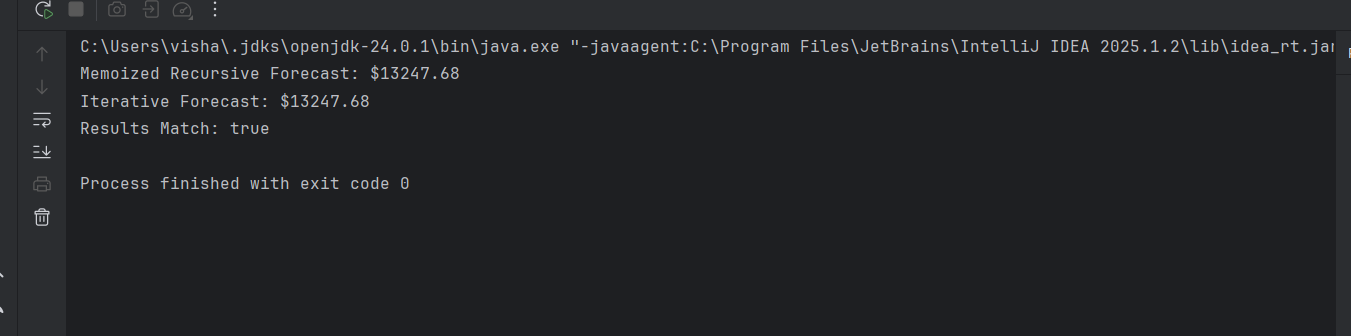 C:\Users\visha\.jdks\openjdk-24.0.1\bin\java.exe "-javaagent:C:\Program Files\JetBrains\IntelliJ IDEA 2025.1.2\lib\idea_rt.jar
Memoized Recursive Forecast: $13247.68
Iterative Forecast: $13247.68
Results Match: true
Process finished with exit code 0